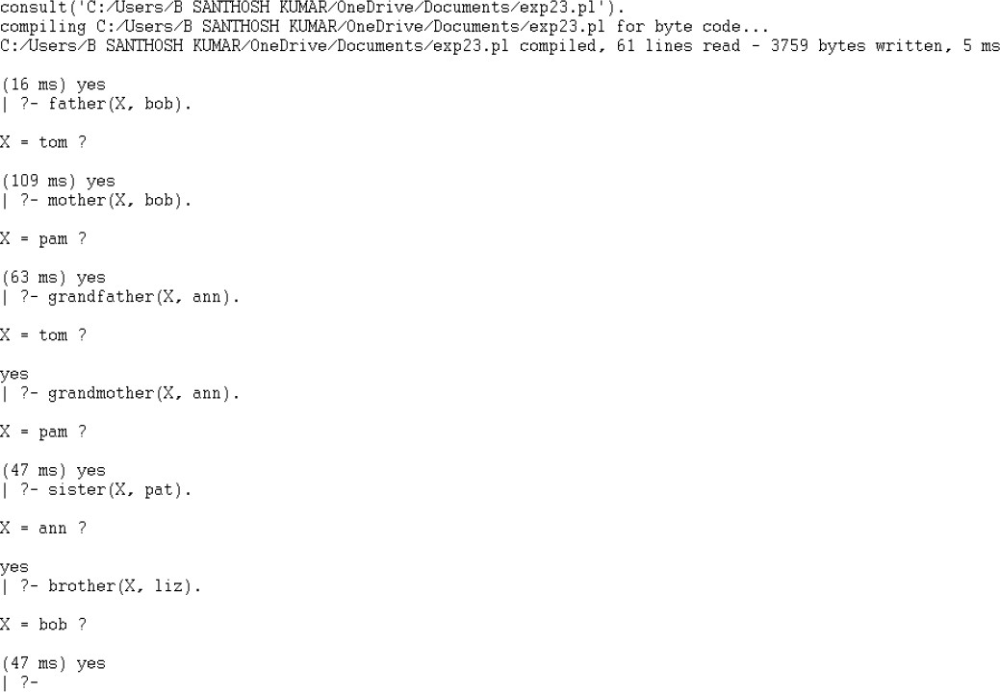 consult('C:/Users/B SANTHOSH KUMAR/OneDrive/Documents/exp23.pl').
compiling C:/Users/B SANTHOSH KUMAR/OneDrive/Documents/exp23.pl for byte code...
C:/Users/B SANTHOSH KUMAR/OneDrive/Documents/exp23.pl compiled, 61 lines read - 3759 bytes written, 5 ms
(16 ms) yes
| ?- father(X, bob).
X = tom ?
(109 ms) yes
| ?- mother(X, bob).
X = pam ?
(63 ms) yes
| ?- grandfather(X, ann).
X = tom ?
yes
| ?- grandmother(X, ann).
X = pam ?
(47 ms) yes
| ?- sister(X, pat).
X = ann ?
yes
| ?- brother(X, liz).
X = bob ?
(47 ms) yes
| ?-